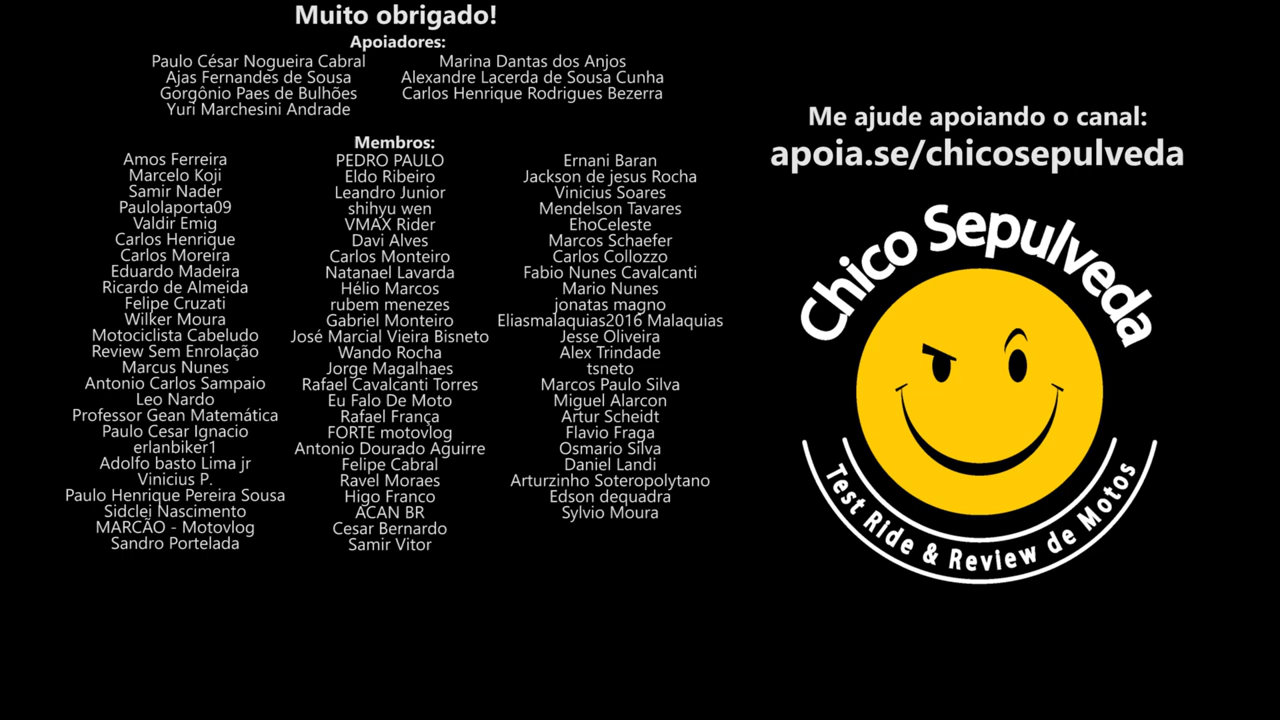 Muito obrigado!
Apoiadores:
Paulo César Nogueira Cabral
Ajas Fernandes de Sousa
Gorgônio Paes de Bulhões
Yuri Marchesini Andrade
Marina Dantas dos Anjos
Alexandre Lacerda de Sousa Cunha
Carlos Henrique Rodrigues Bezerra
Membros:
Amos Ferreira
Marcelo Koji
Samir Nader
Paulolaporta09
Valdir Emig
Carlos Henrique
Carlos Moreira
Eduardo Madeira
Ricardo de Almeida
Felipe Cruzati
Wilker Moura
Motociclista Cabeludo
Review Sem Enrolação
Marcus Nunes
Antonio Carlos Sampaio
Leo Nardo
Professor Gean Matemática
Paulo Cesar Ignacio
erlanbiker1
Adolfo basto Lima jr
Vinicius P.
Paulo Henrique Pereira Sousa
Sidclei Nascimento
MARCÃO - Motovlog
Sandro Portelada
PEDRO PAULO
Eldo Ribeiro
Leandro Junior
shihyu wen
VMAX Rider
Davi Alves
Carlos Monteiro
Natanael Lavarda
Hélio Marcos
rubem menezes
Gabriel Monteiro
José Marcial Vieira Bisneto
Wando Rocha
Jorge Magalhaes
Rafael Cavalcanti Torres
Eu Falo De Moto
Rafael França
FORTE motovlog
Antonio Dourado Aguirre
Felipe Cabral
Ravel Moraes
Higo Franco
ACAN BR
Cesar Bernardo
Samir Vitor
Ernani Baran
Jackson de jesus Rocha
Vinicius Soares
Mendelson Tavares
EhoCeleste
Marcos Schaefer
Carlos Collozzo
Fabio Nunes Cavalcanti
Mario Nunes
jonatas magno
Eliasmalaquias2016 Malaquias
Jesse Oliveira
Alex Trindade
tsneto
Marcos Paulo Silva
Miguel Alarcon
Artur Scheidt
Flavio Fraga
Osmario Silva
Daniel Landi
Arturzinho Soteropolytano
Edson dequadra
Sylvio Moura
Me ajude apoiando o canal:
apoia.se/chicosepulveda
Chico Sepulveda
Test Ride & Review de Motos